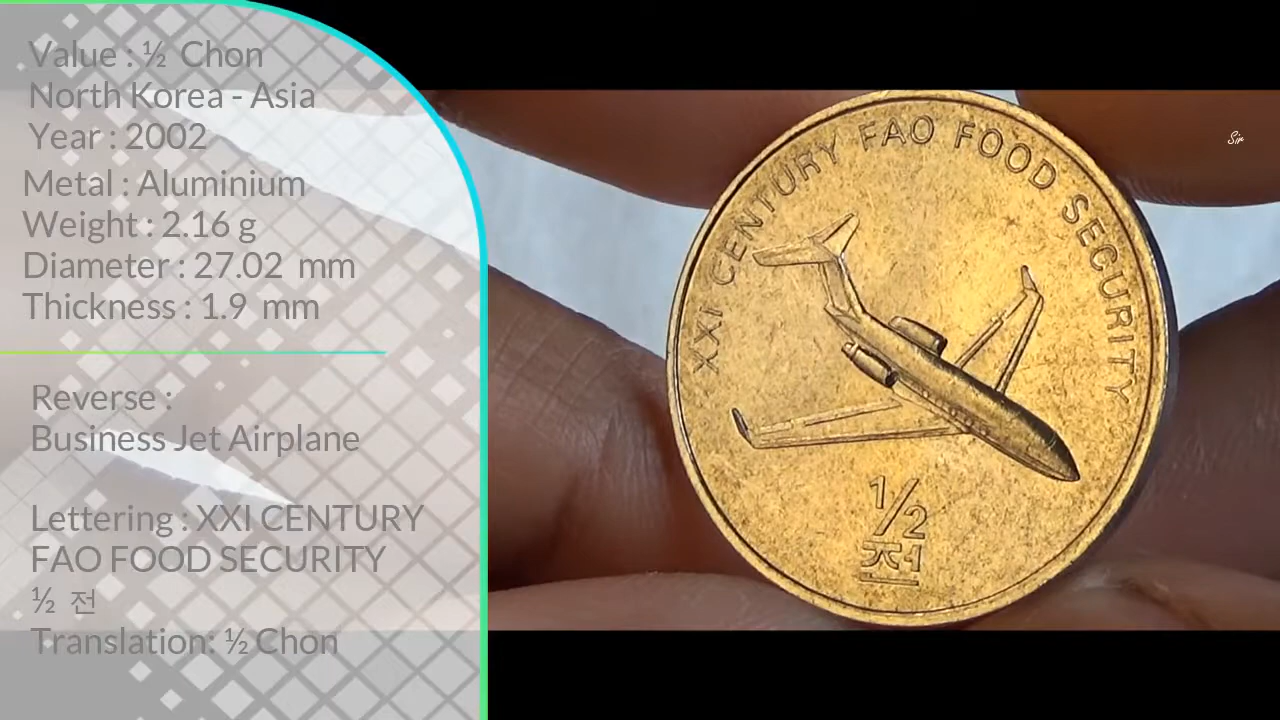 Value : ½ Chon
North Korea - Asia
Year : 2002
Metal : Aluminium
Weight : 2.16 g
Diameter : 27.02 mm
Thickness : 1.9 mm
Reverse :
Business Jet Airplane
Lettering : XXI CENTURY
FAO FOOD SECURITY
½ 전
Translation: ½ Chon
XXI CENTURY FAO FOOD SECURITY
1/2
전
Sir